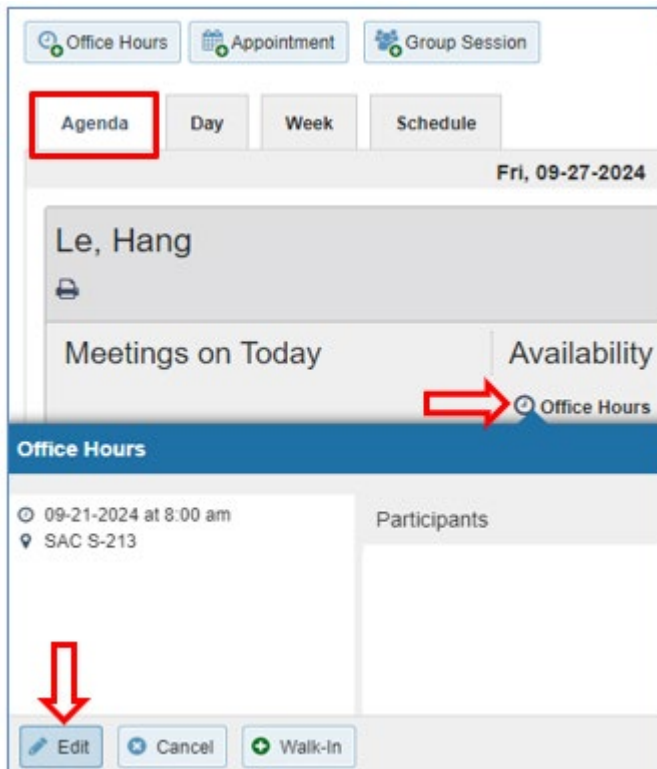 Office Hours Appointment Group Session
Agenda Day Week Schedule
Fri, 09-27-2024
Le, Hang
Meetings on Today Availability
Office Hours
Office Hours
09-21-2024 at 8:00 am
Participants
SAC S-213
Edit Cancel Walk-In